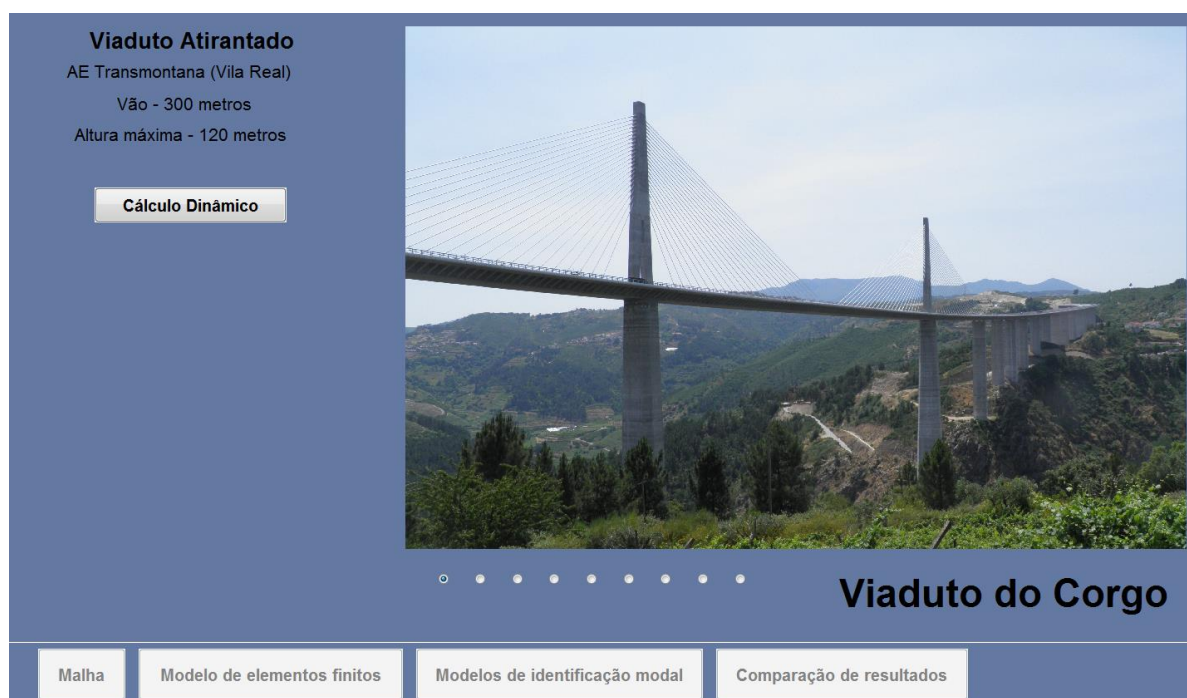 Viaduto Atirantado
AE Transmontana (Vila Real)
Vão - 300 metros
Altura máxima - 120 metros
Cálculo Dinâmico
Viaduto do Corgo
Malha
Modelo de elementos finitos
Modelos de identificação modal
Comparação de resultados